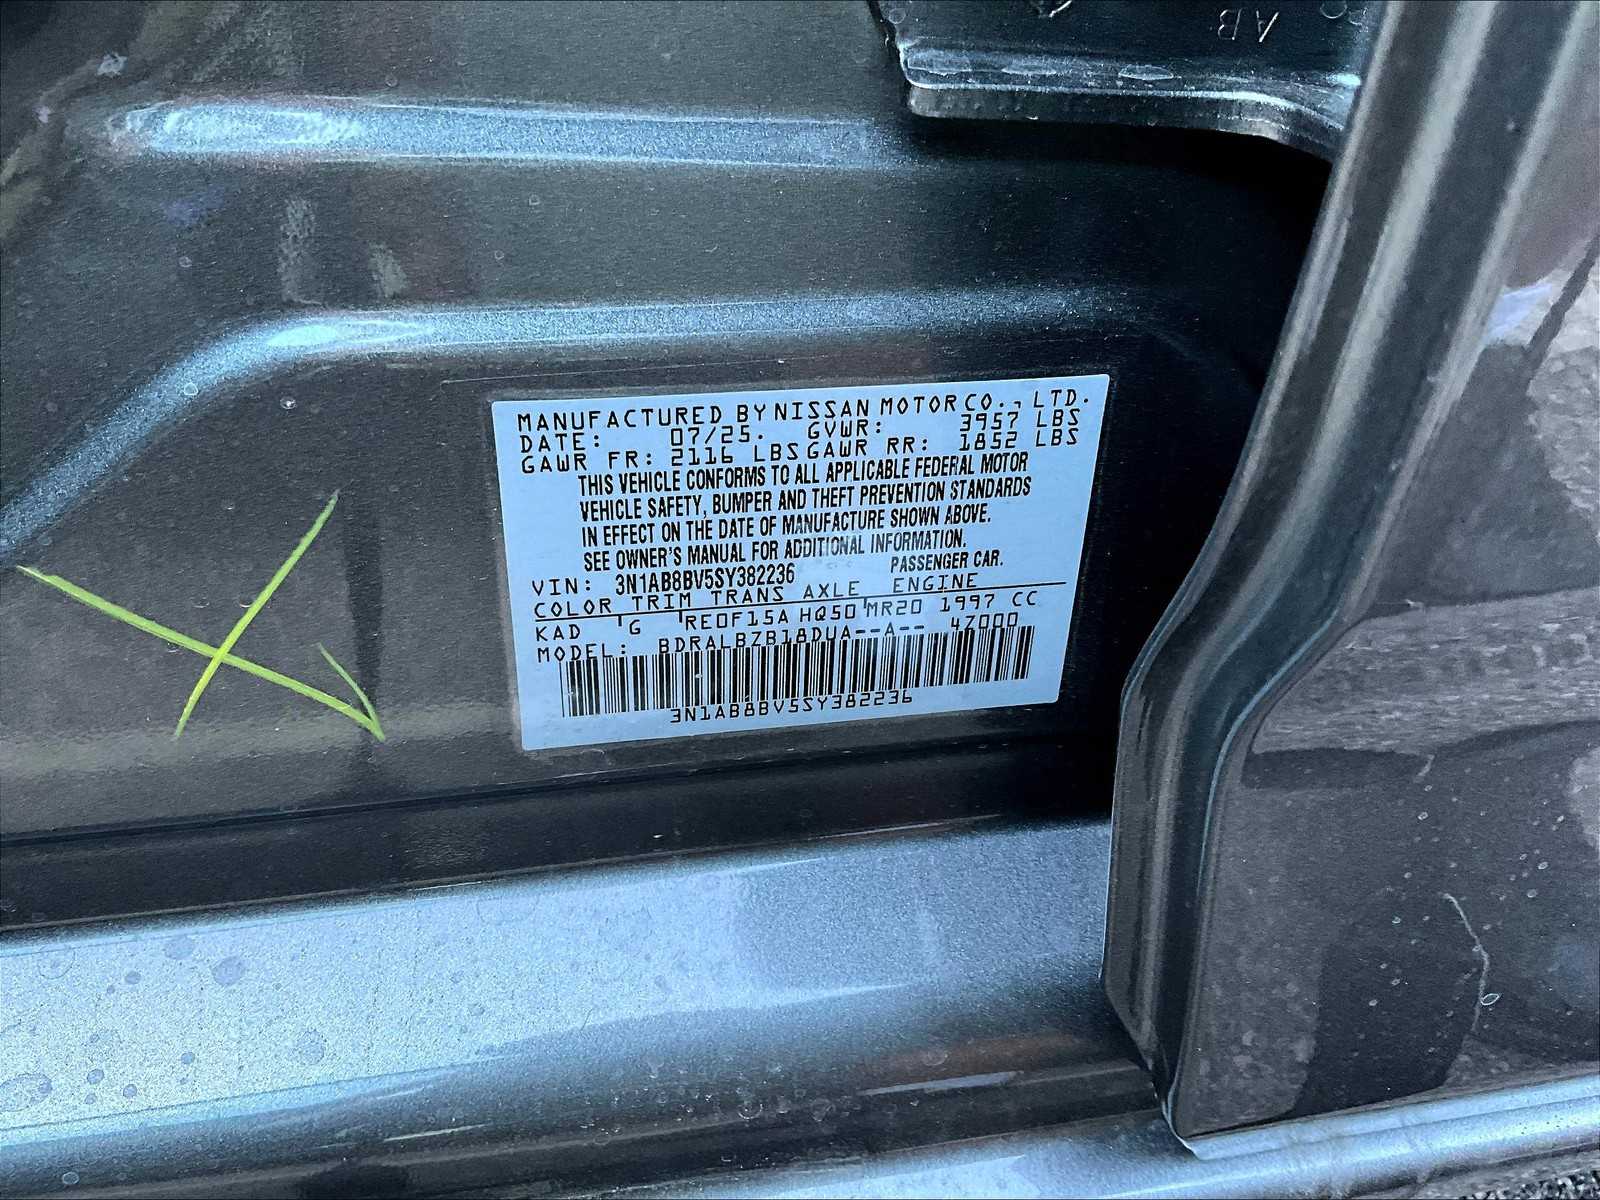 AB
MANUFACTURED BY NISSAN MOTOR CO., LTD.
DATE: 07/25. GVWR: 3957 LBS
GAWR FR: 2116 LBS GAWR RR: 1852 LBS
THIS VEHICLE CONFORMS TO ALL APPLICABLE FEDERAL MOTOR
VEHICLE SAFETY, BUMPER AND THEFT PREVENTION STANDARDS
IN EFFECT ON THE DATE OF MANUFACTURE SHOWN ABOVE.
SEE OWNER'S MANUAL FOR ADDITIONAL INFORMATION.
VIN: 3N1AB8BV5SY382236 PASSENGER CAR.
COLOR TRIM TRANS AXLE ENGINE
KAD G RE0F15A HQ50 MR20 1997 CC
MODEL: BDRALBZB18DUA--A-- 4Z000
3N1AB8BV5SY382236